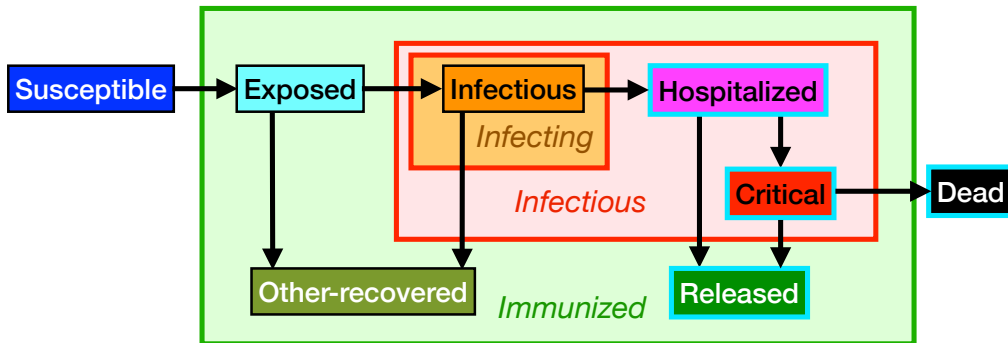 Susceptible
Exposed
Infectious
Hospitalized
Infecting
Infectious
Critical
Dead
Other-recovered
Immunized
Released